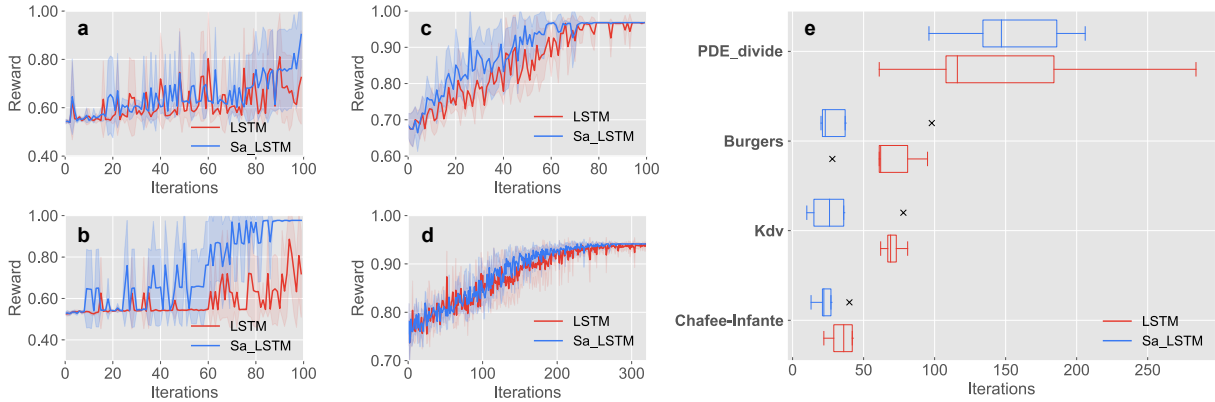 a
1.00
0.80
0.60
0.40
Reward
0 20 40 60 80 100
Iterations
LSTM
Sa_LSTM
c
1.00
0.90
0.80
0.70
0.60
Reward
0 20 40 60 80 100
Iterations
LSTM
Sa_LSTM
b
1.00
0.80
0.60
0.40
Reward
0 20 40 60 80 100
Iterations
LSTM
Sa_LSTM
d
1.00
0.90
0.80
0.70
Reward
0 100 200 300
Iterations
LSTM
Sa_LSTM
e
PDE_divide
Burgers
Kdv
Chafee-Infante
0 50 100 150 200 250
Iterations
LSTM
Sa_LSTM